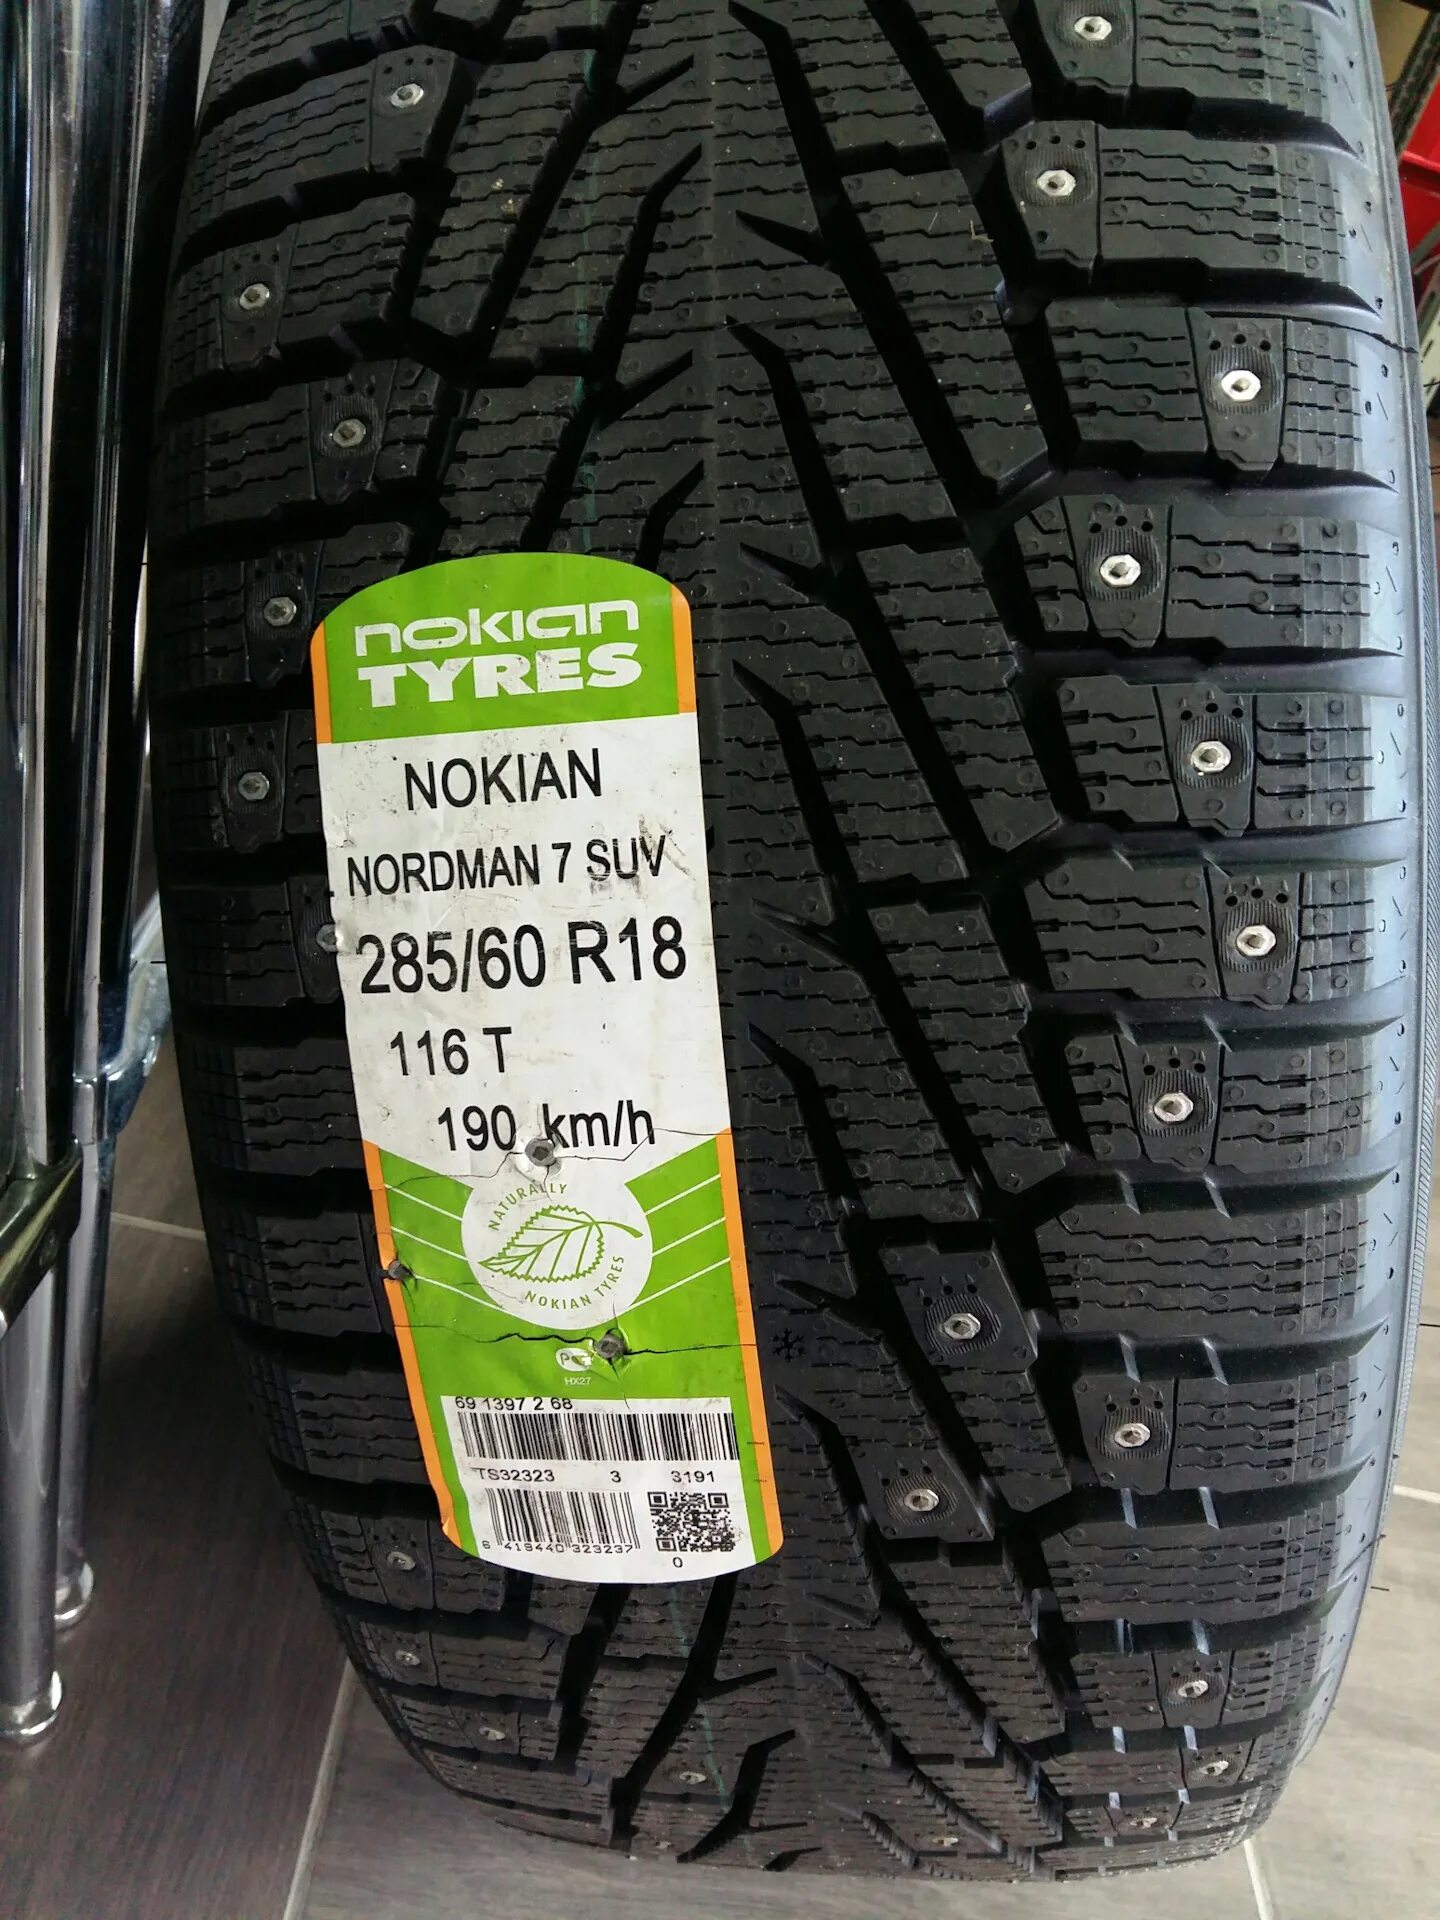 nokian
TYRES
NOKIAN
NORDMAN 7 SUV
285/60 R18
116 T
190 km/h
NATURALLY
NOKIAN TYRES
HX27
69 1397 2 68
TS32323 3 3191
6 419440 323237
0